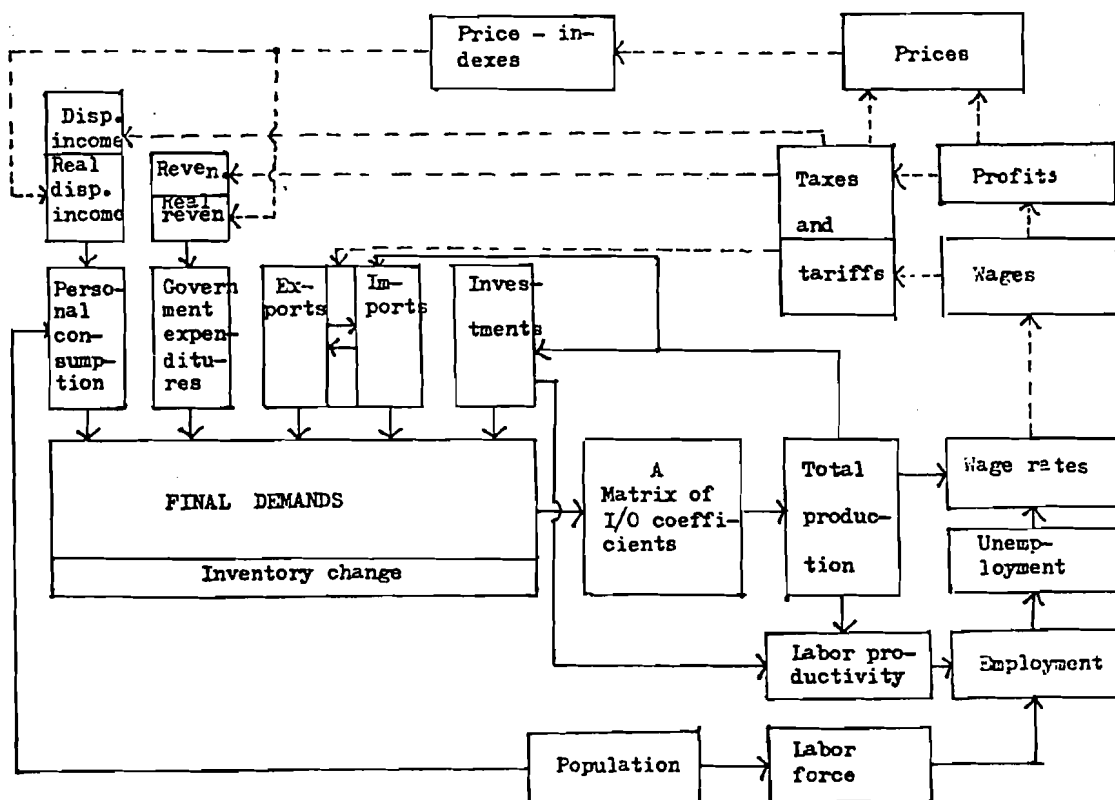 Price - in-
dexes
Prices
Disp.
income
Real
disp.
income
Reven.
Real
reven
Taxes
and
tariffs
Profits
Wages
Perso-
nal
con-
sump-
tion
Govern
ment
expen-
ditu-
res
Ex-
ports
Im-
ports
Inves-
tments
FINAL DEMANDS
Inventory change
A
Matrix of
I/O coeffi-
cients
Total
produc-
tion
Wage rates
Unemp-
loyment
Labor pro-
ductivity
Employment
Population
Labor
force